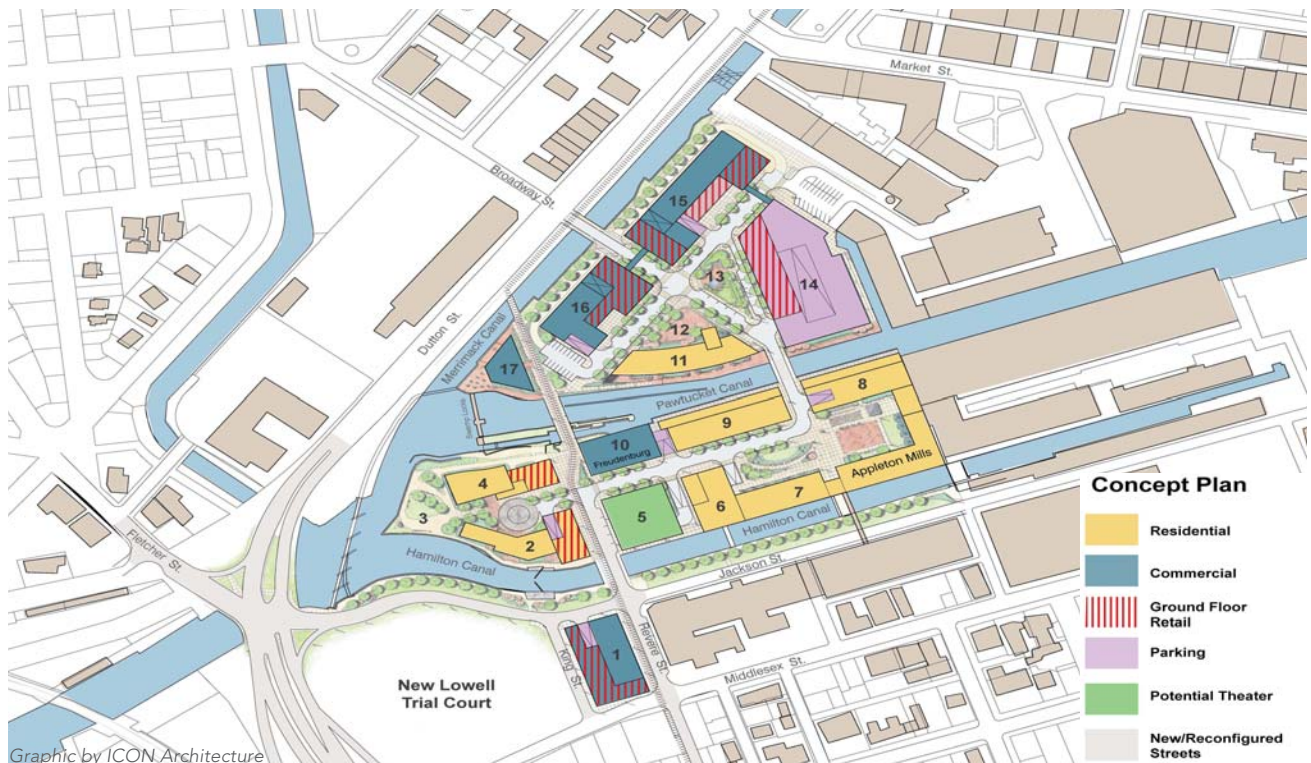 Market St.
Broadway St.
15
13
14
16
12
Dutton St.
Merrimack Canal
11
17
Pawtucket Canal
8
9
10
Freudenburg
Appleton Mills
4
7
6
5
3
2
Hamilton Canal
Hamilton Canal
Fletcher St.
Jackson St.
1
King St.
Revere St.
Middlesex St.
New Lowell
Trial Court
Concept Plan
Residential
Commercial
Ground Floor
Retail
Parking
Potential Theater
New/Reconfigured
Streets
Graphic by ICON Architecture